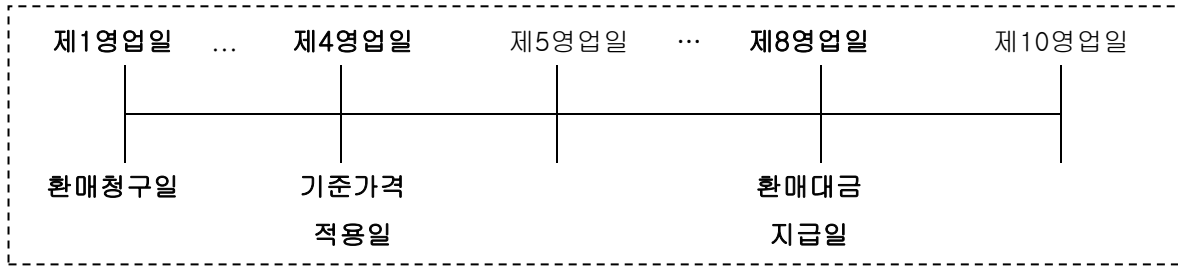 제1영업일 … 제4영업일 제5영업일 … 제8영업일 제10영업일
환매청구일 기준가격 환매대금
적용일 지급일